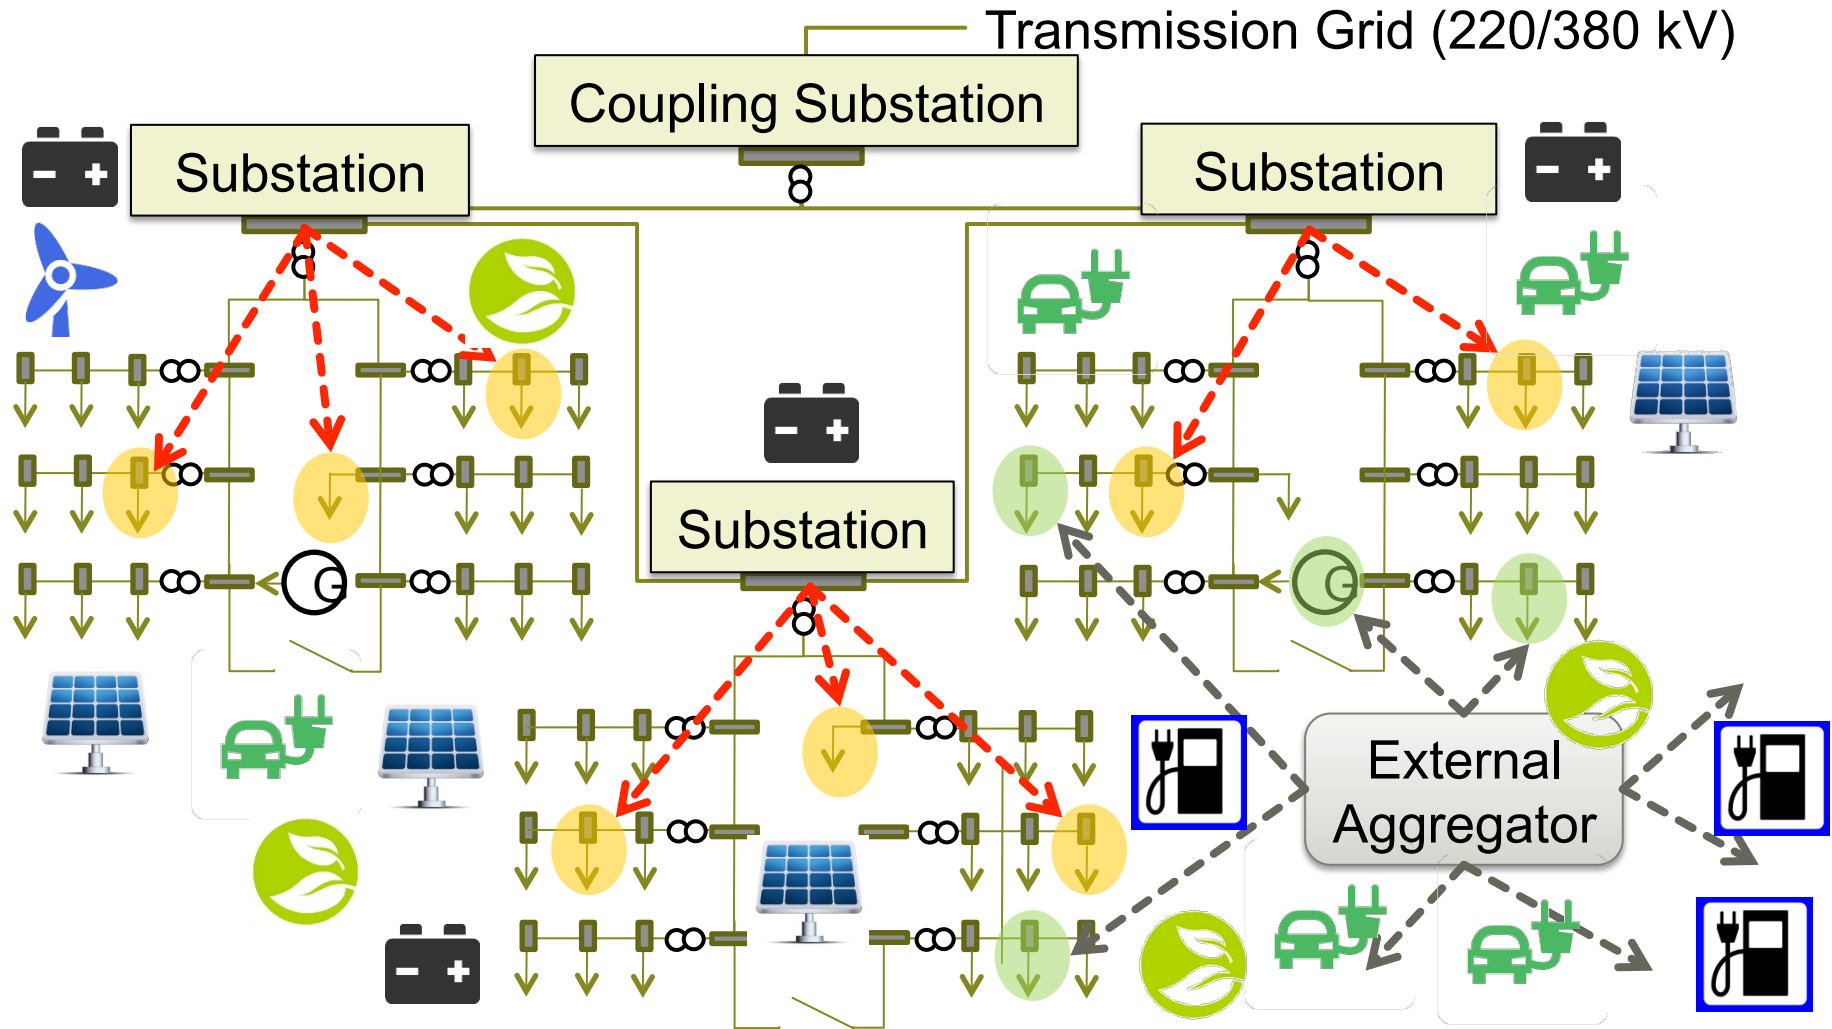 Transmission Grid (220/380 kV)
Coupling Substation
Substation
Substation
Substation
G
G
External
Aggregator